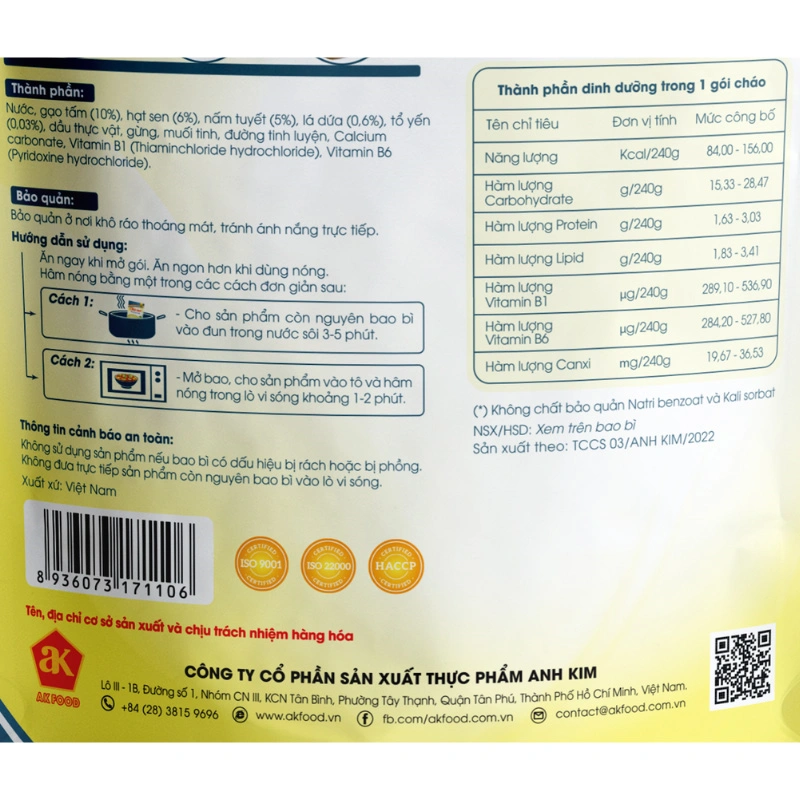 Thành phần:
Nước, gạo tấm (10%), hạt sen (6%), nấm tuyết (5%), lá dứa (0,6%), tổ yến
(0,03%), dầu thực vật, gừng, muối tinh, đường tinh luyện, Calcium
carbonate, Vitamin B1 (Thiaminchloride hydrochloride), Vitamin B6
(Pyridoxine hydrochloride).
Bảo quản:
Bảo quản ở nơi khô ráo thoáng mát, tránh ánh nắng trực tiếp.
Hướng dẫn sử dụng:
Ăn ngay khi mở gói. Ăn ngon hơn khi dùng nóng.
Hâm nóng bằng một trong các cách đơn giản sau:
Cách 1:
- Cho sản phẩm còn nguyên bao bì
vào đun trong nước sôi 3-5 phút.
Cách 2:
- Mở bao, cho sản phẩm vào tô và hâm
nóng trong lò vi sóng khoảng 1-2 phút.
Thông tin cảnh báo an toàn:
Không sử dụng sản phẩm nếu bao bì có dấu hiệu bị rách hoặc bị phồng.
Không đưa trực tiếp sản phẩm còn nguyên bao bì vào lò vi sóng.
Xuất xứ: Việt Nam
Thành phần dinh dưỡng trong 1 gói cháo
Tên chỉ tiêu Đơn vị tính Mức công bố
Năng lượng Kcal/240g 84,00 - 156,00
Hàm lượng
Carbohydrate g/240g 15,33 - 28,47
Hàm lượng Protein g/240g 1,63 - 3,03
Hàm lượng Lipid g/240g 1,83 - 3,41
Hàm lượng
Vitamin B1 µg/240g 289,10 - 536,90
Hàm lượng
Vitamin B6 µg/240g 284,20 - 527,80
Hàm lượng Canxi mg/240g 19,67 - 36,53
(*) Không chất bảo quản Natri benzoat và Kali sorbat
NSX/HSD: Xem trên bao bì
Sản xuất theo: TCCS 03/ANH KIM/2022
8 936073 171106
CERTIFIED ISO 9001 CERTIFIED
CERTIFIED ISO 22000 CERTIFIED
CERTIFIED HACCP CERTIFIED
Tên, địa chỉ cơ sở sản xuất và chịu trách nhiệm hàng hóa
aK
AK FOOD
CÔNG TY CỔ PHẦN SẢN XUẤT THỰC PHẨM ANH KIM
Lô III - 1B, Đường số 1, Nhóm CN III, KCN Tân Bình, Phường Tây Thạnh, Quận Tân Phú, Thành Phố Hồ Chí Minh, Việt Nam.
+84 (28) 3815 9696 www.akfood.vn fb.com/akfood.com.vn contact@akfood.com.vn